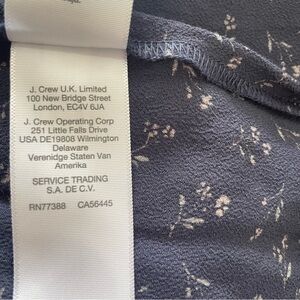 J. Crew U.K. Limited
100 New Bridge Street
London, EC4V 6JA
J. Crew Operating Corp
251 Little Falls Drive
USA DE19808 Wilmington
Delaware
Verenidge Staten Van
Amerika
SERVICE TRADING
S.A. DE C.V.
RN77388 CA56445